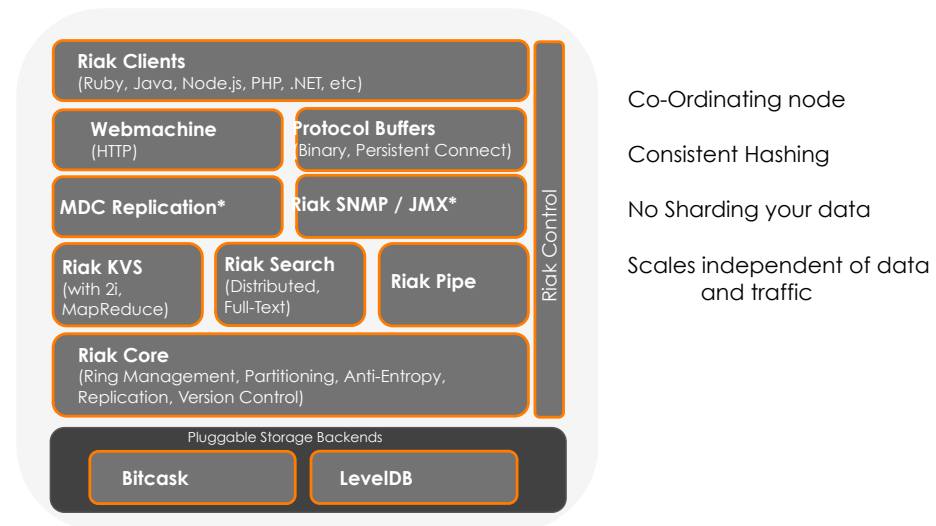 Riak Clients
(Ruby, Java, Node.js, PHP, .NET, etc)
Webmachine
(HTTP)
Protocol Buffers
(Binary, Persistent Connect)
MDC Replication*
Riak SNMP / JMX*
Riak KVS
(with 2i,
MapReduce)
Riak Search
(Distributed,
Full-Text)
Riak Pipe
Riak Core
(Ring Management, Partitioning, Anti-Entropy,
Replication, Version Control)
Riak Control
Pluggable Storage Backends
Bitcask
LevelDB
Co-Ordinating node
Consistent Hashing
No Sharding your data
Scales independent of data
and traffic